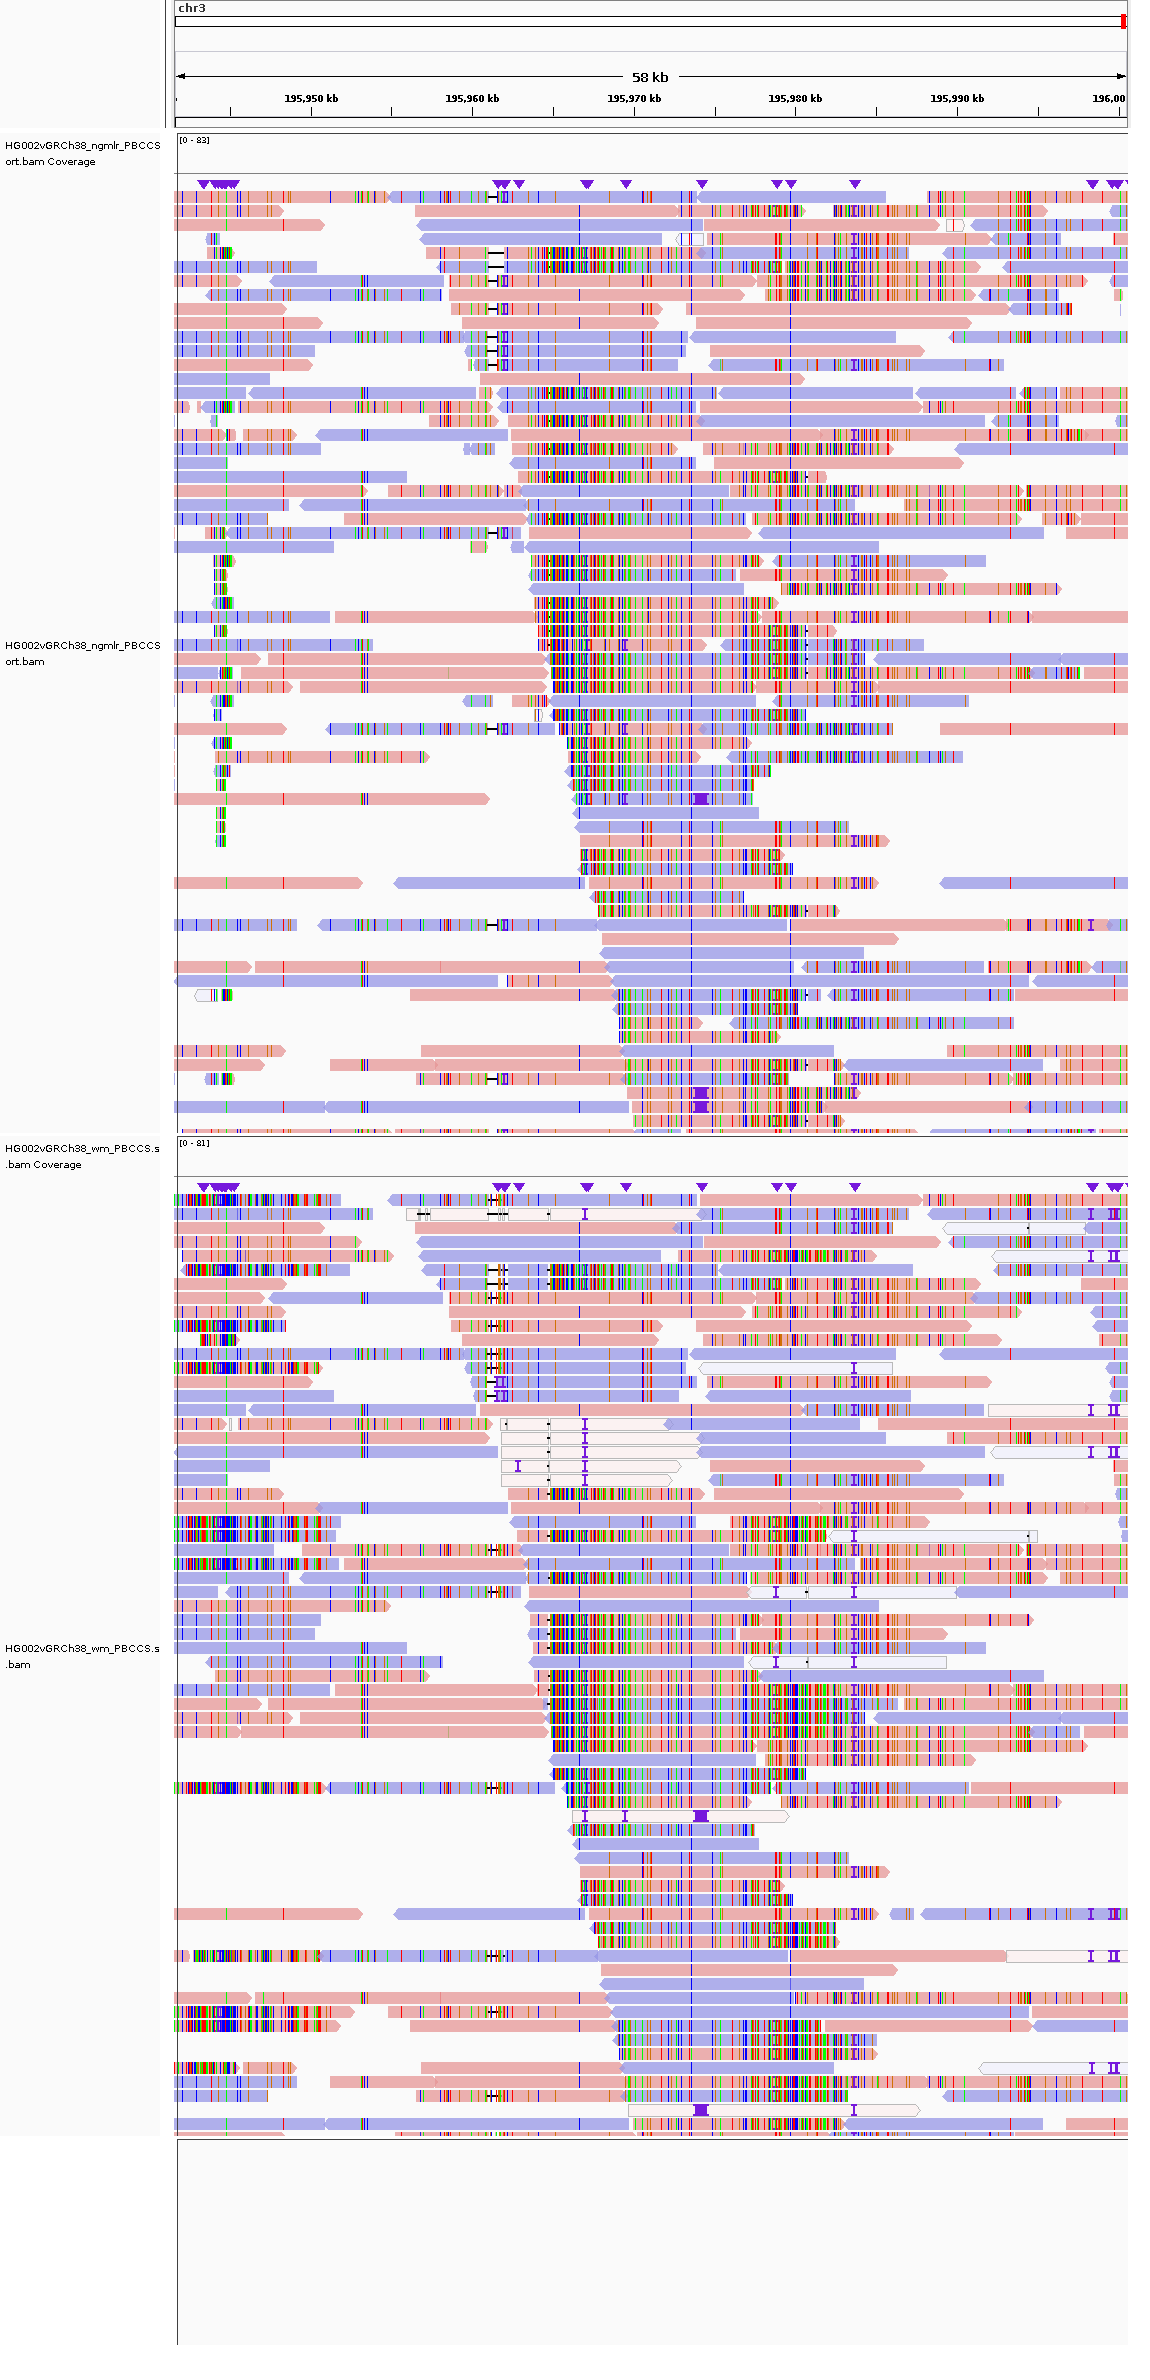 chr3
58 kb
195,950 kb 195,960 kb 195,970 kb 195,980 kb 195,990 kb 196,00
HG002vGRCh38_ngmlr_PBCCS
ort.bam Coverage
[0 - 83]
HG002vGRCh38_ngmlr_PBCCS
ort.bam
HG002vGRCh38_wm_PBCCS.s
.bam Coverage
[0 - 81]
HG002vGRCh38_wm_PBCCS.s
.bam